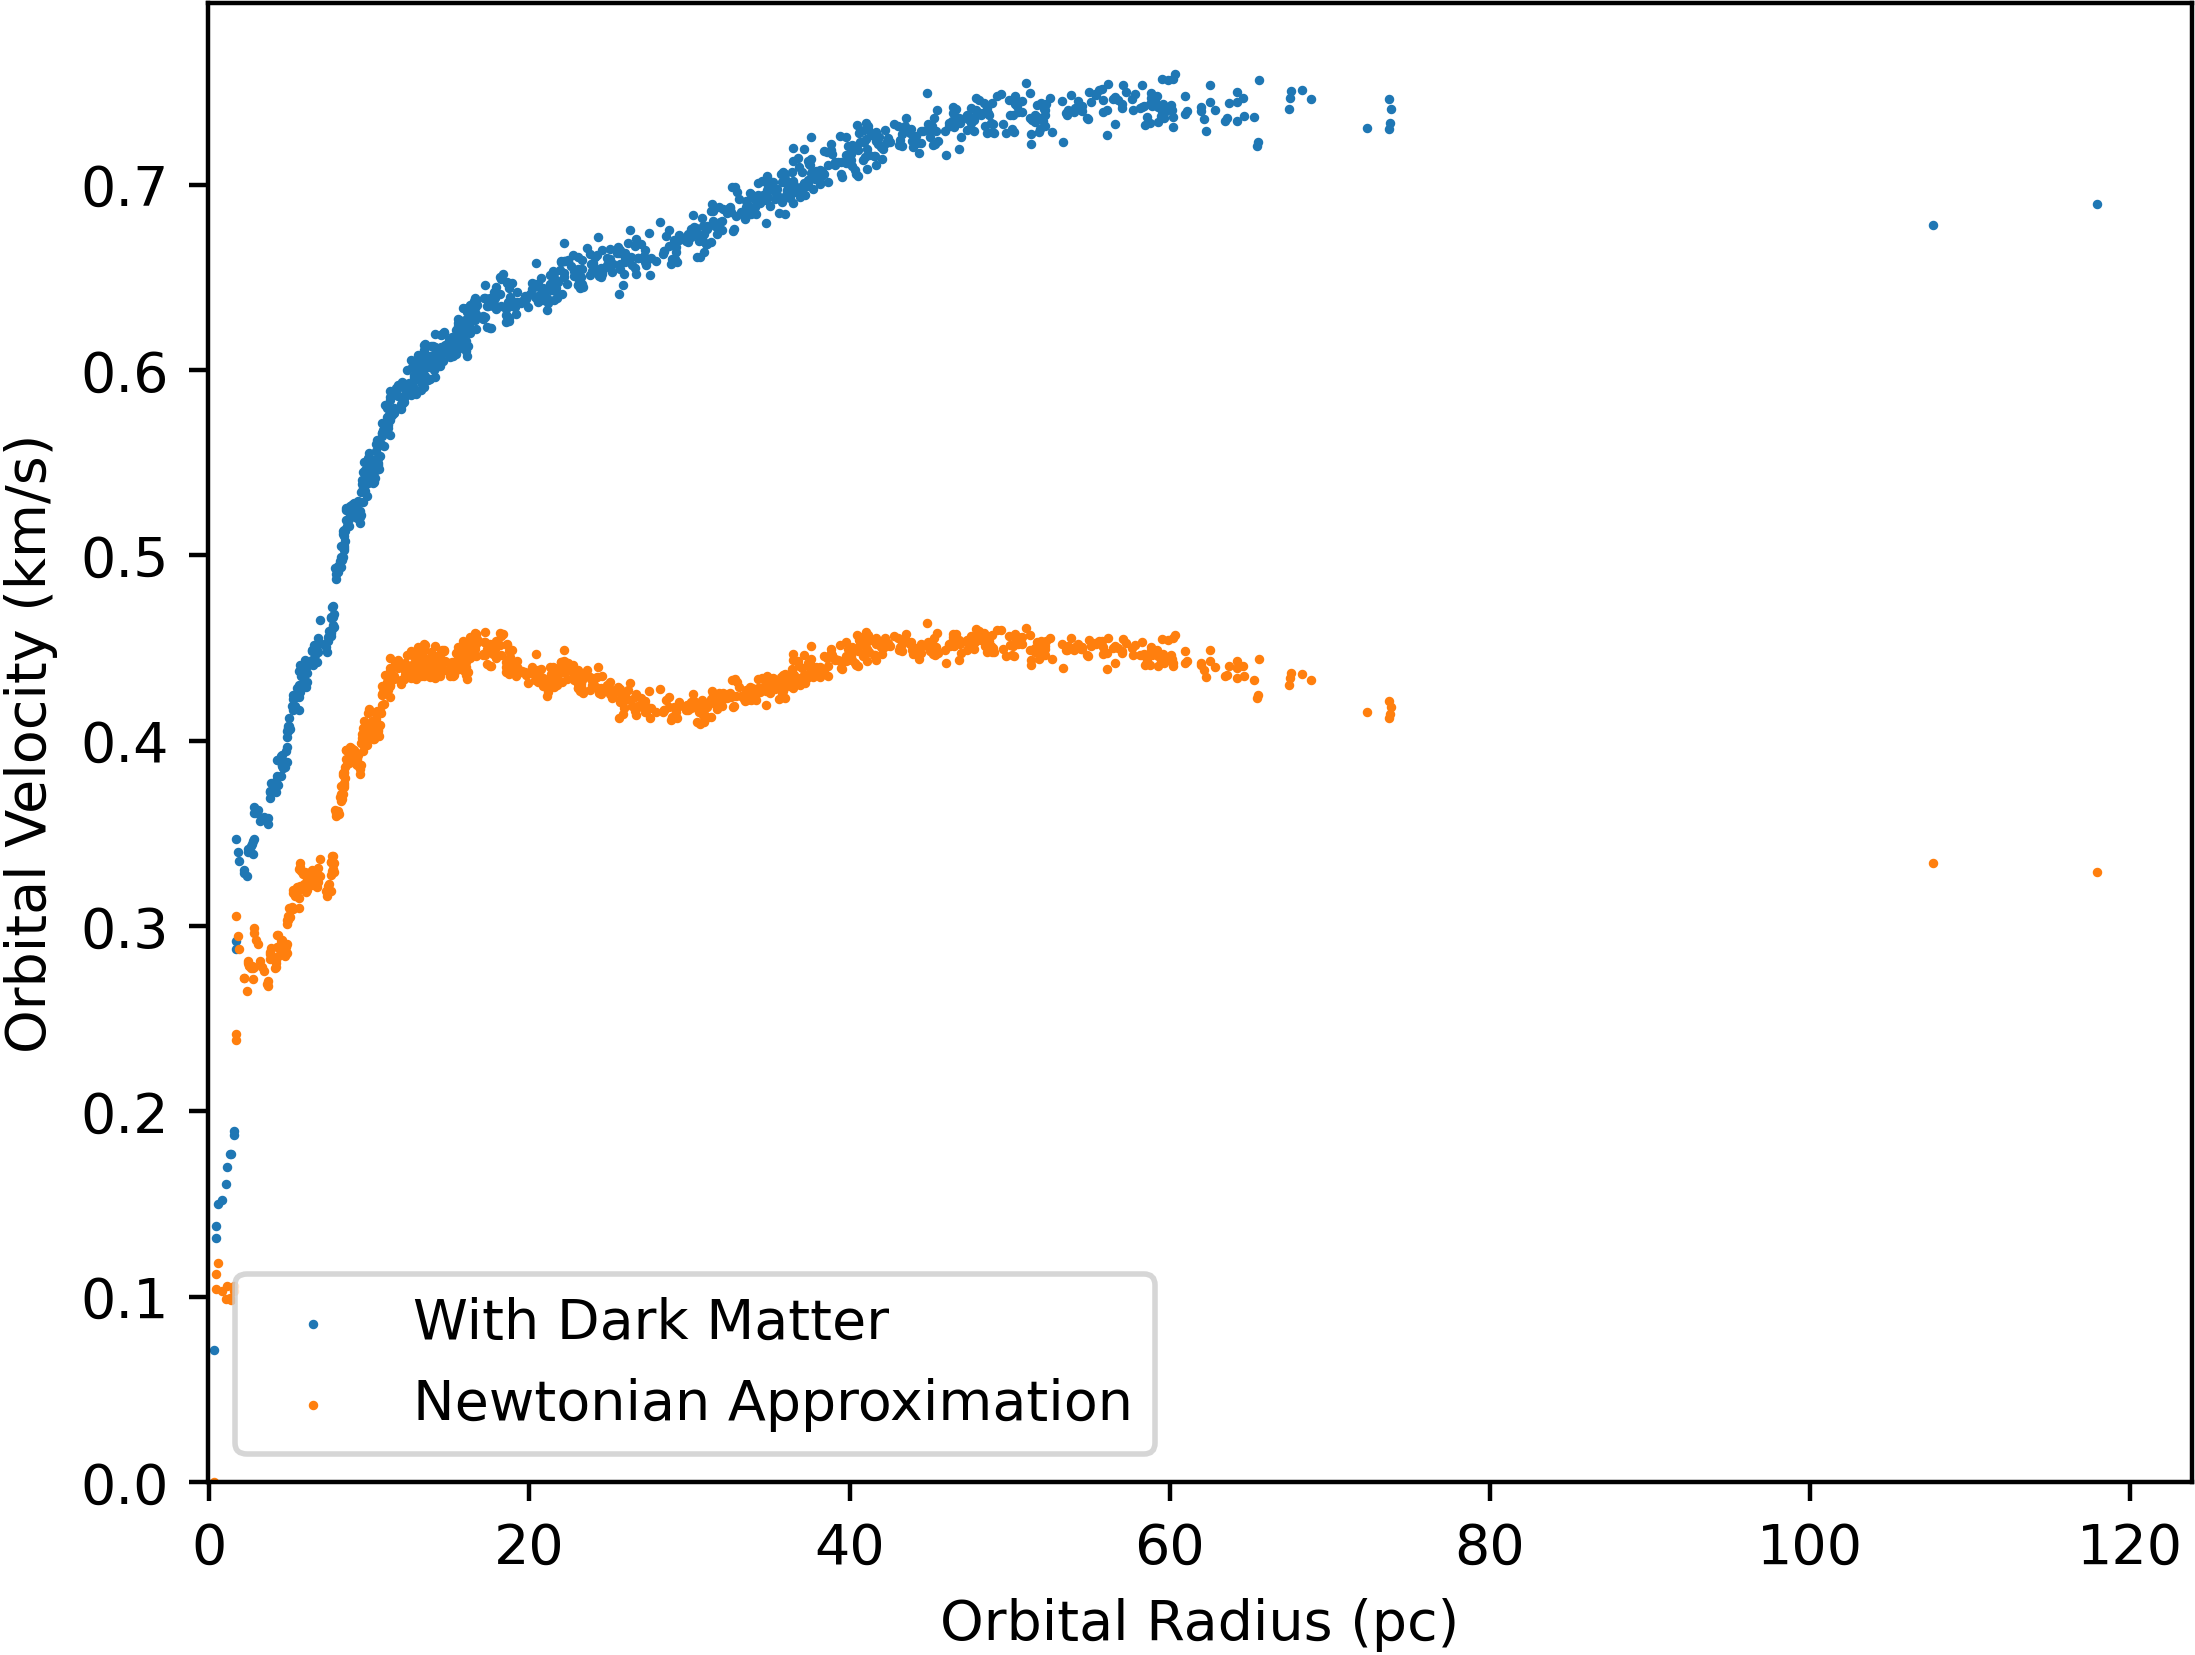 Orbital Velocity (km/s)
0.7
0.6
0.5
0.4
0.3
0.2
0.1
0.0
With Dark Matter
Newtonian Approximation
0 20 40 60 80 100 120
Orbital Radius (pc)